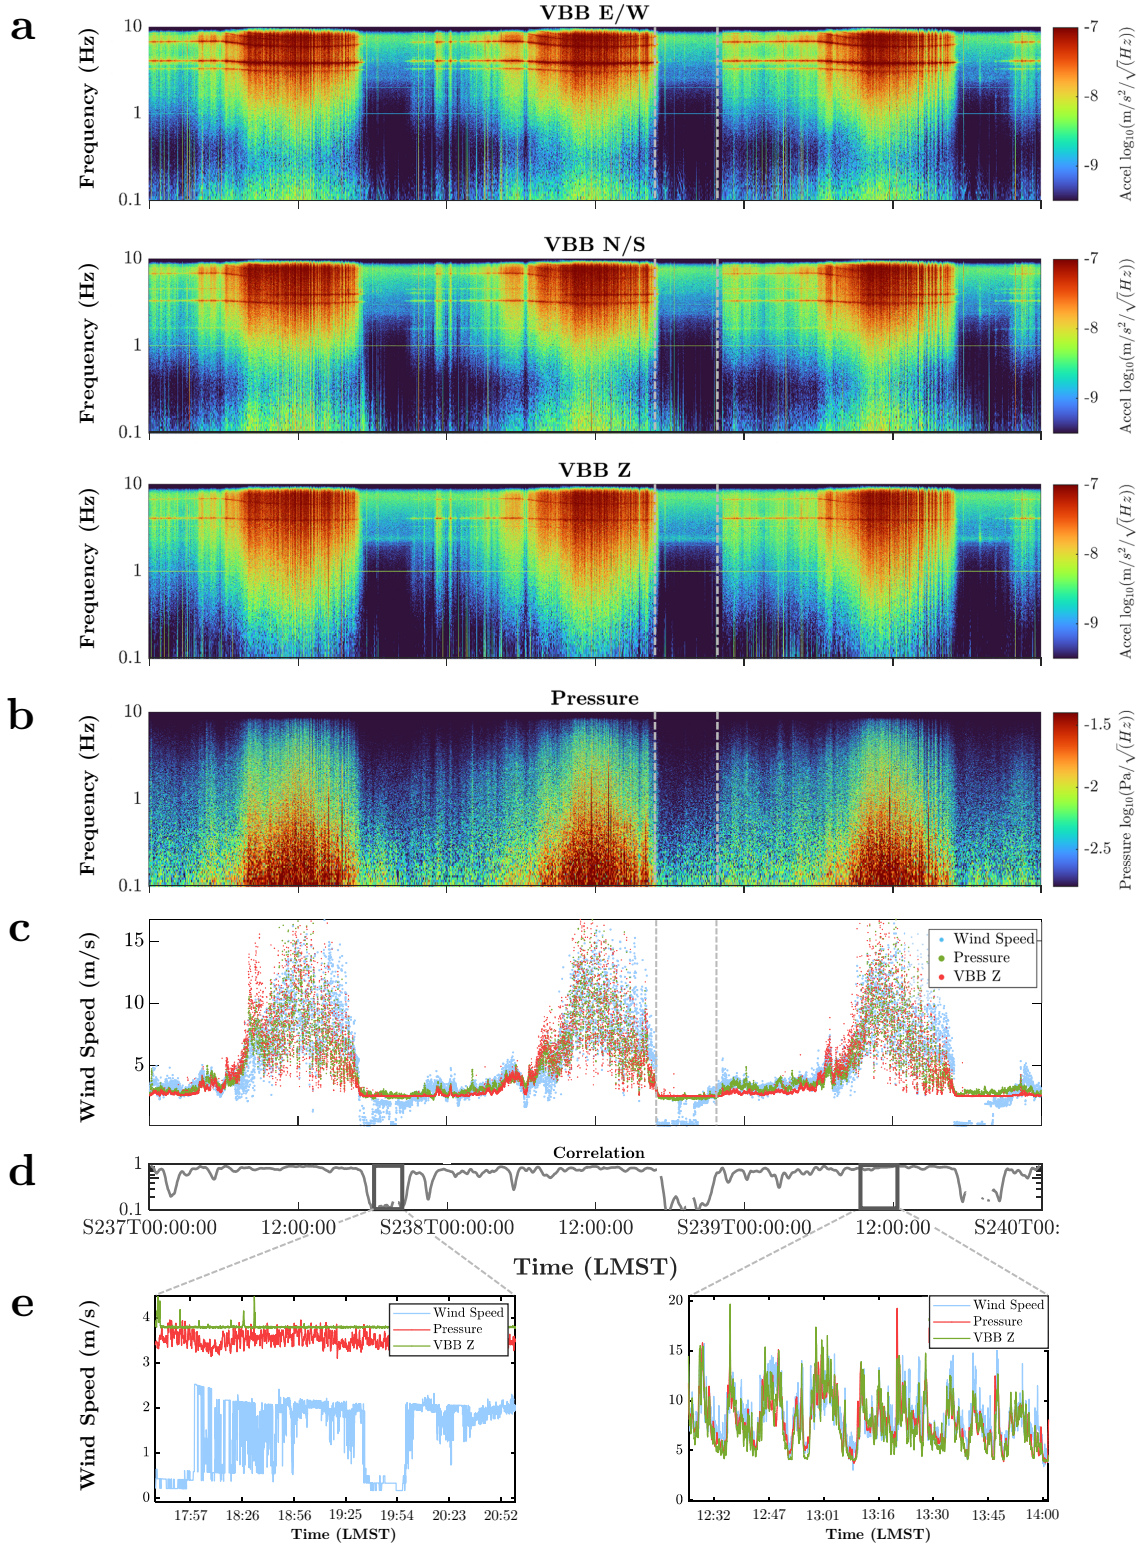 a
VBB E/W
Frequency (Hz)
10
1
0.1
-7
-8
-9
Accel log₁₀(m/s²/√(Hz))
VBB N/S
Frequency (Hz)
10
1
0.1
-7
-8
-9
Accel log₁₀(m/s²/√(Hz))
VBB Z
Frequency (Hz)
10
1
0.1
-7
-8
-9
Accel log₁₀(m/s²/√(Hz))
b
Pressure
Frequency (Hz)
10
1
0.1
-1.5
-2
-2.5
Pressure log₁₀(Pa/√(Hz))
c
Wind Speed (m/s)
15
10
5
Wind Speed
Pressure
VBB Z
d
Correlation
1
0.1
S237T00:00:00 12:00:00 S238T00:00:00 12:00:00 S239T00:00:00 12:00:00 S240T00:
Time (LMST)
e
Wind Speed (m/s)
4
3
2
1
0
Wind Speed
Pressure
VBB Z
17:57 18:26 18:56 19:25 19:54 20:23 20:52
Time (LMST)
20
15
10
5
0
Wind Speed
Pressure
VBB Z
12:32 12:47 13:01 13:16 13:30 13:45 14:00
Time (LMST)